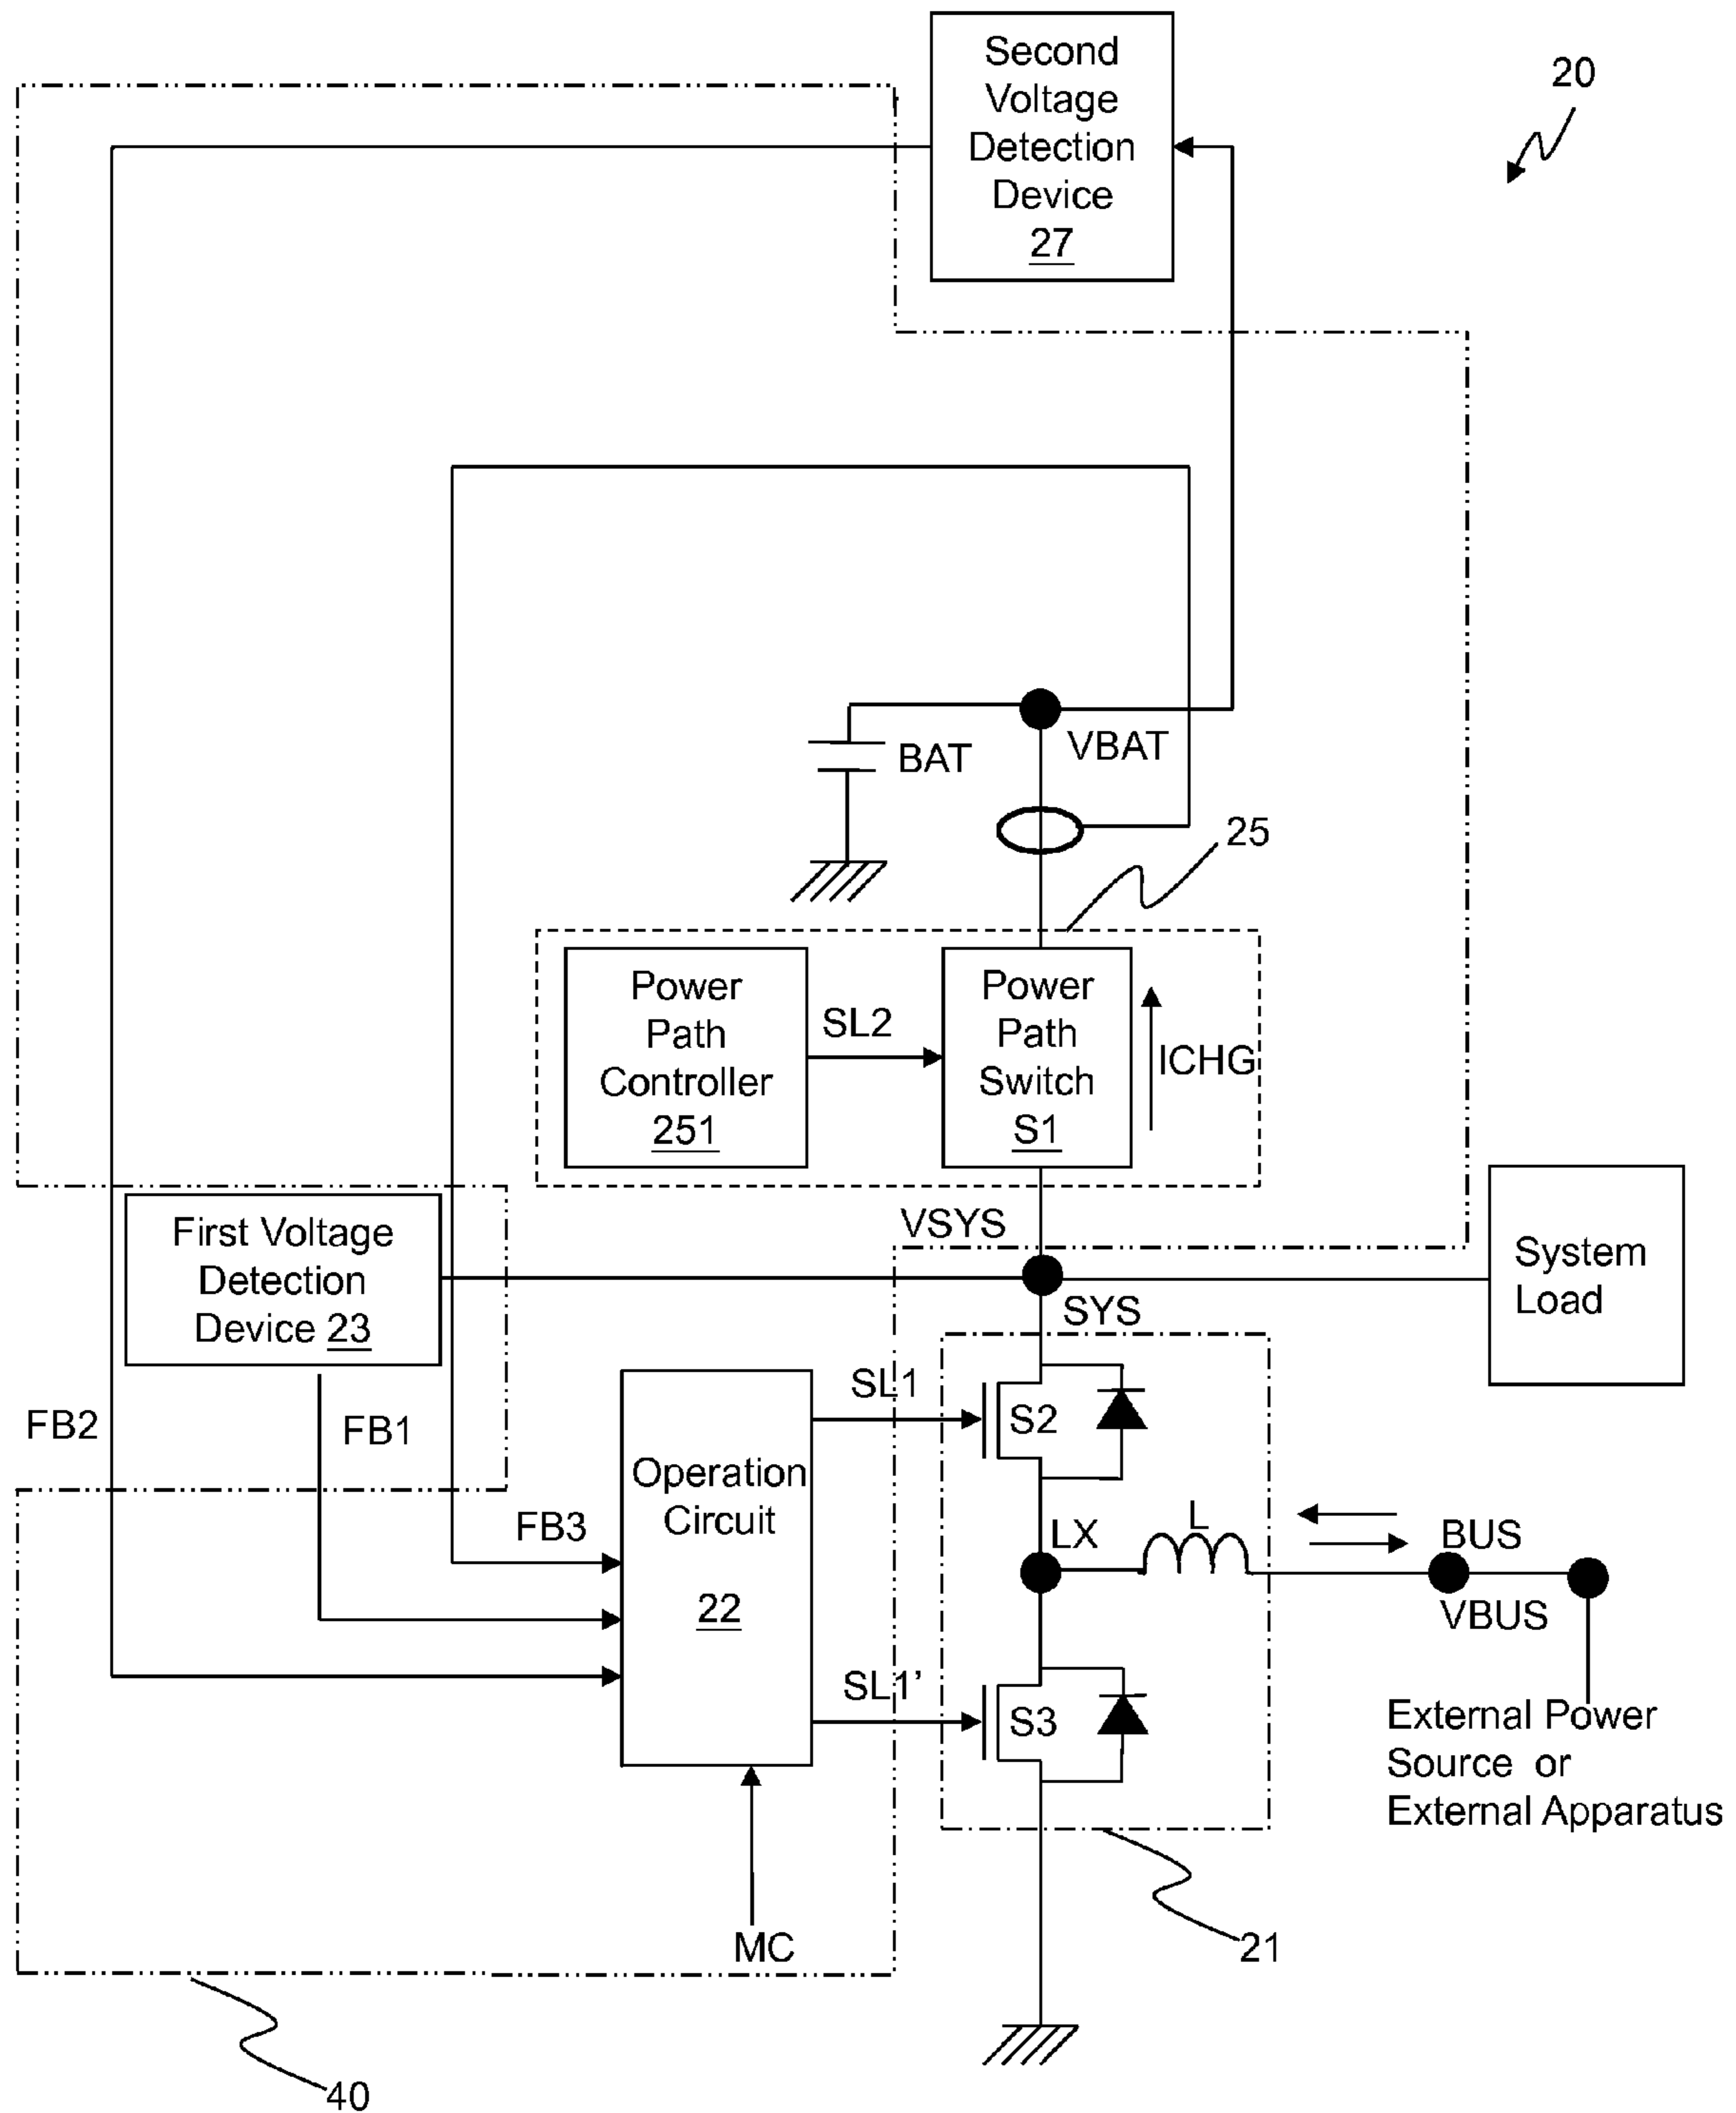 Second
Voltage
Detection
Device
27
20
BAT
VBAT
25
Power
Path
Controller
251
SL2
Power
Path
Switch
S1
ICHG
First Voltage
Detection
Device 23
VSYS
SYS
System
Load
FB2
FB1
FB3
Operation
Circuit
22
SL1
S2
LX
L
BUS
VBUS
SL1’
S3
External Power
Source or
External Apparatus
MC
21
40